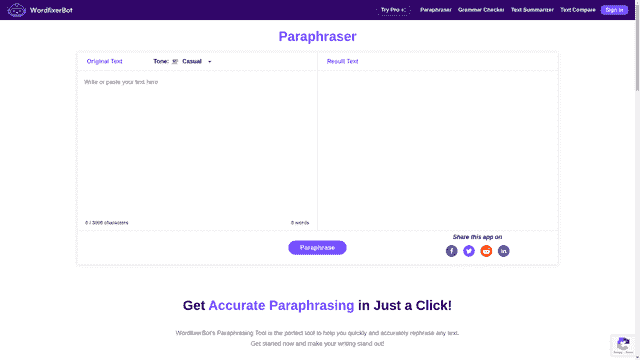 WordfixerBot
Try Pro
Paraphraser
Grammar Checker
Text Summarizer
Text Compare
Sign in
Paraphraser
Original Text
Tone:
Casual
Result Text
Write or paste your text here
characters
0 words
Share this app on
Paraphrase
Get Accurate Paraphrasing in Just a Click!
WordfixerBot's Paraphrasing Tool is the perfect tool to help you quickly and accurately rephrase any text.
Get started now and make your writing stand out!